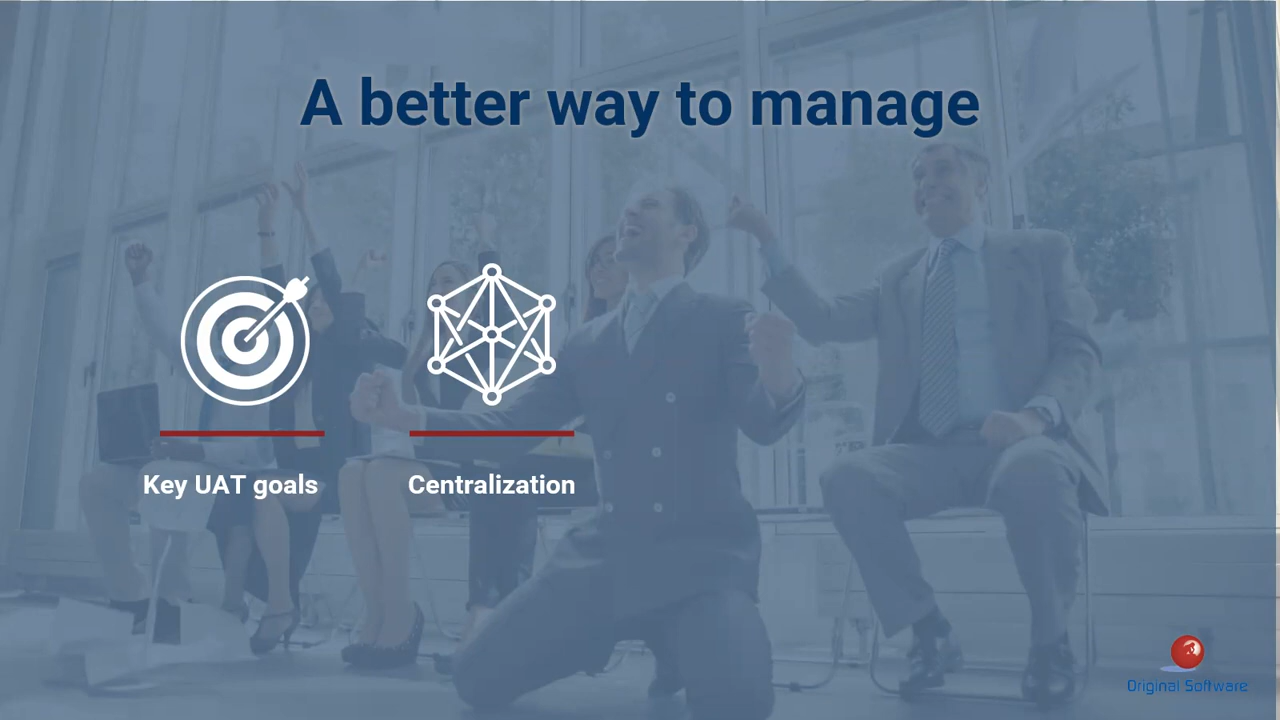 A better way to manage
Key UAT goals
Centralization
Original Software